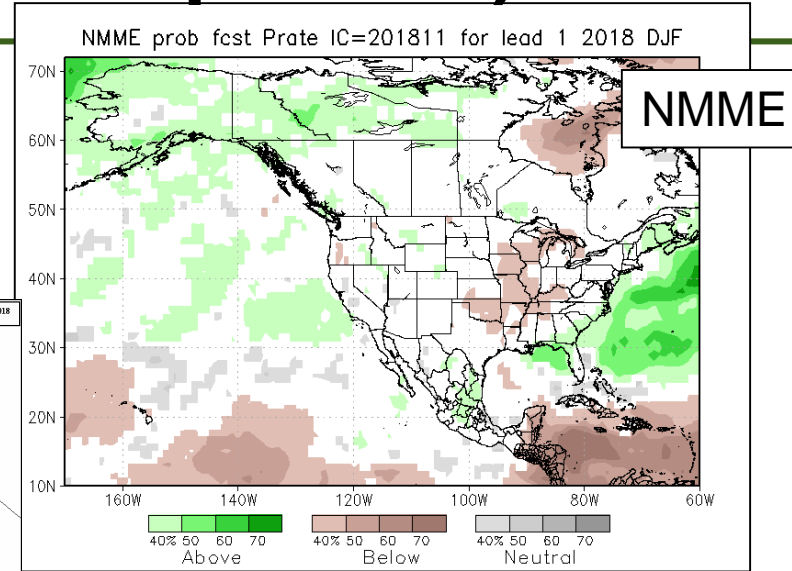 NMME prob fcst Prate IC=201811 for lead 1 2018 DJF
NMME
70N
60N
50N
40N
30N
20N
10N
160W 140W 120W 100W 80W 60W
40% 50 60 70 40% 50 60 70 40% 50 60 70
Above Below Neutral